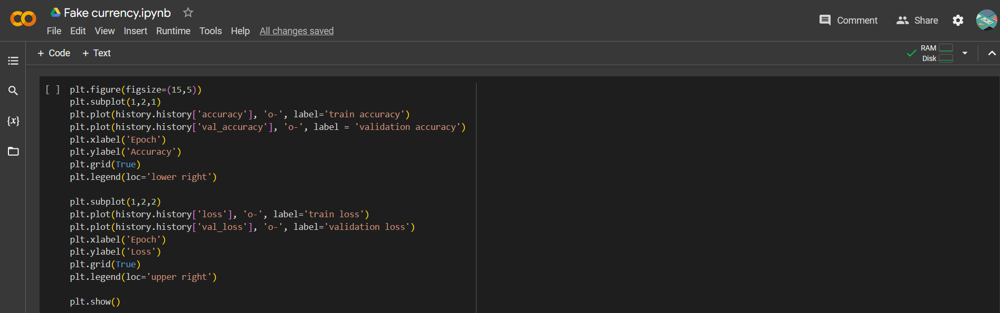 Fake currency.ipynb
File Edit View Insert Runtime Tools Help All changes saved
Comment Share
+ Code + Text
RAM
Disk
{x}
[ ] plt.figure(figsize=(15,5))
plt.subplot(1,2,1)
plt.plot(history.history['accuracy'], 'o-', label='train accuracy')
plt.plot(history.history['val_accuracy'], 'o-', label = 'validation accuracy')
plt.xlabel('Epoch')
plt.ylabel('Accuracy')
plt.grid(True)
plt.legend(loc='lower right')
plt.subplot(1,2,2)
plt.plot(history.history['loss'], 'o-', label='train loss')
plt.plot(history.history['val_loss'], 'o-', label='validation loss')
plt.xlabel('Epoch')
plt.ylabel('Loss')
plt.grid(True)
plt.legend(loc='upper right')
plt.show()